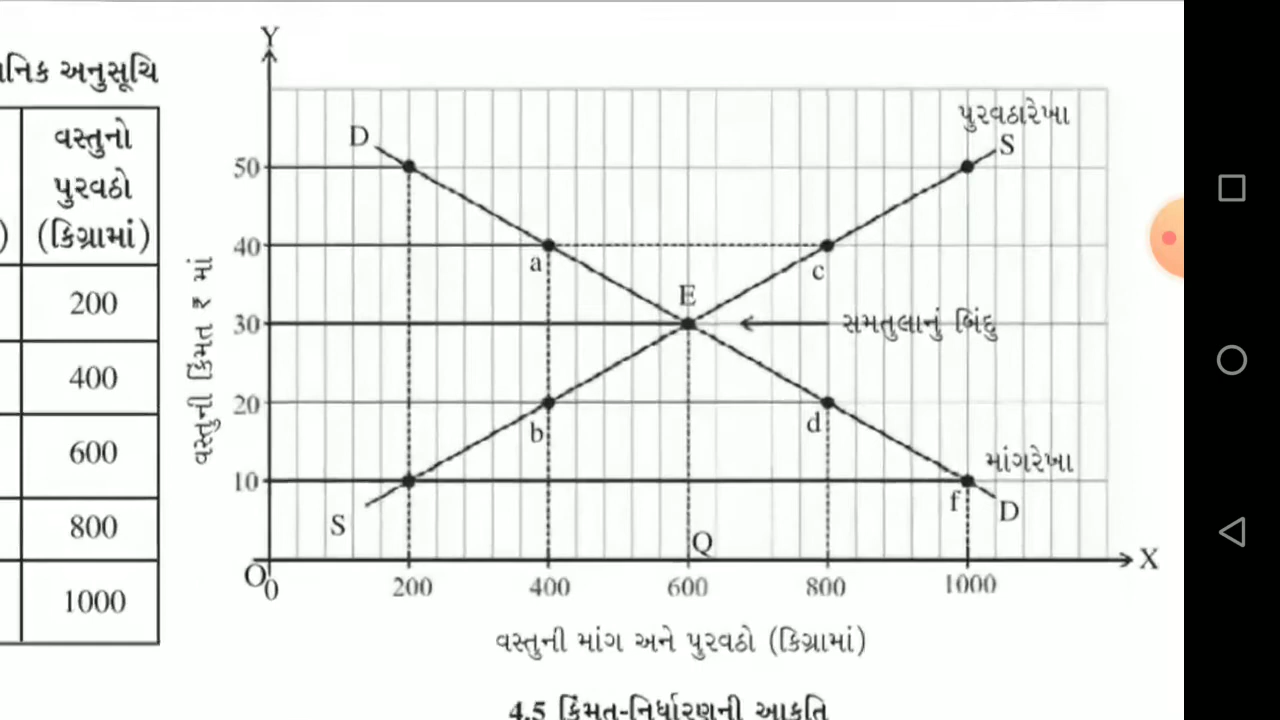 નિક અનુસૂચિ
વસ્તુનો
પુરવઠો
(કિગ્રામાં)
)
200
400
600
800
1000
Y
વસ્તુની કિંમત ₹ માં
50
40
30
20
10
O
0
200
400
600
800
1000
X
D
a
E
c
S
પુરવઠારેખા
સમતુલાનું બિંદુ
b
d
માંગરેખા
f
D
S
Q
વસ્તુની માંગ અને પુરવઠો (કિગ્રામાં)
4.5 કિંમત-નિર્ધારણની આકૃતિ